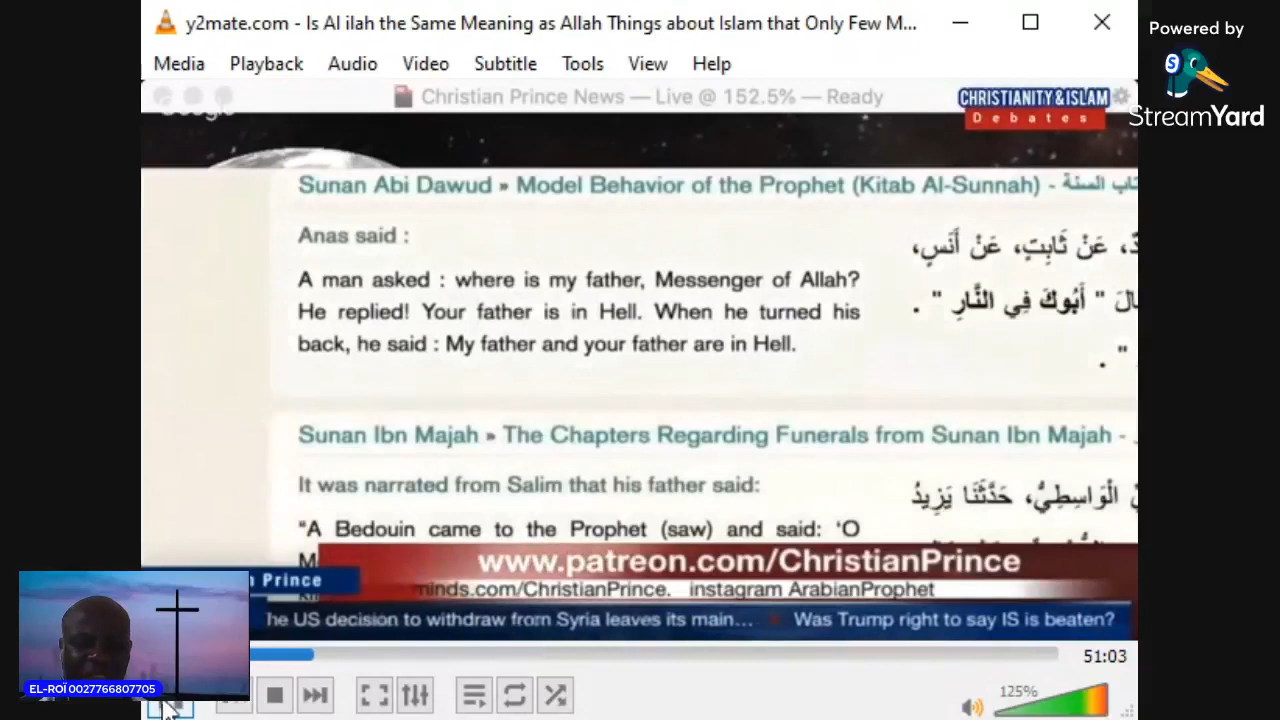 y2mate.com - Is Al ilah the Same Meaning as Allah Things about Islam that Only Few M...
Powered by
StreamYard
Media Playback Audio Video Subtitle Tools View Help
Christian Prince News — Live @ 152.5% — Ready
CHRISTIANITY & ISLAM
Debates
Google
Sunan Abi Dawud » Model Behavior of the Prophet (Kitab Al-Sunnah) - تاب السنة
Anas said :
عَنْ ثَابِتٍ، عَنْ أَنَسٍ،
A man asked : where is my father, Messenger of Allah?
He replied! Your father is in Hell. When he turned his
" أَبُوكَ فِي النَّارِ " .
back, he said : My father and your father are in Hell.
" .
Sunan Ibn Majah » The Chapters Regarding Funerals from Sunan Ibn Majah -
It was narrated from Salim that his father said:
الْوَاسِطِيُّ، حَدَّثَنَا يَزِيدُ
"A Bedouin came to the Prophet (saw) and said: 'O
M
www.patreon.com/ChristianPrince
n Prince
minds.com/ChristianPrince. instagram ArabianProphet
he US decision to withdraw from Syria leaves its main... Was Trump right to say IS is beaten?
51:03
EL-ROÏ 0027766807705
125%